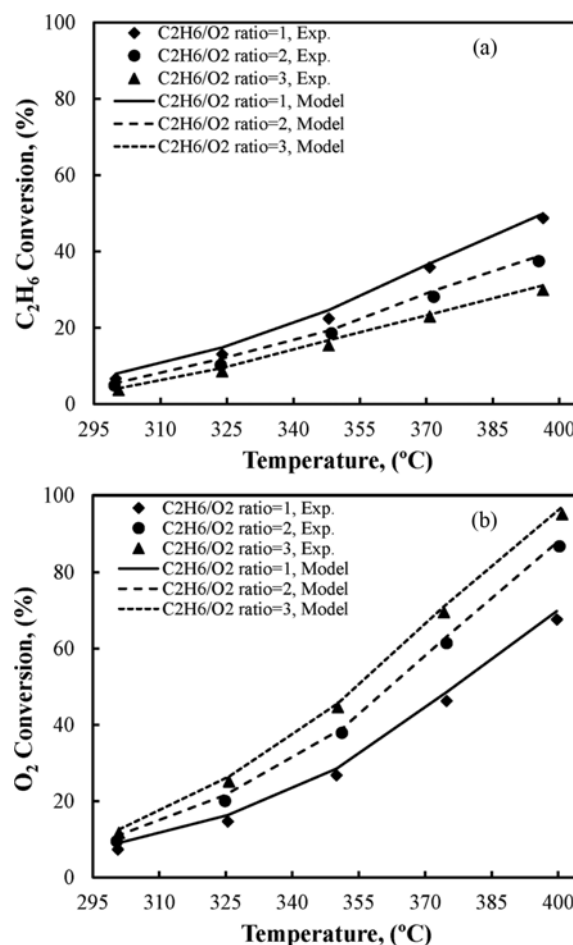 100
80
60
40
20
0
C₂H₆ Conversion, (%)
C2H6/O2 ratio=1, Exp.
C2H6/O2 ratio=2, Exp.
C2H6/O2 ratio=3, Exp.
C2H6/O2 ratio=1, Model
C2H6/O2 ratio=2, Model
C2H6/O2 ratio=3, Model
(a)
295 310 325 340 355 370 385 400
Temperature, (ºC)
100
80
60
40
20
0
O₂ Conversion, (%)
C2H6/O2 ratio=1, Exp.
C2H6/O2 ratio=2, Exp.
C2H6/O2 ratio=3, Exp.
C2H6/O2 ratio=1, Model
C2H6/O2 ratio=2, Model
C2H6/O2 ratio=3, Model
(b)
295 310 325 340 355 370 385 400
Temperature, (ºC)